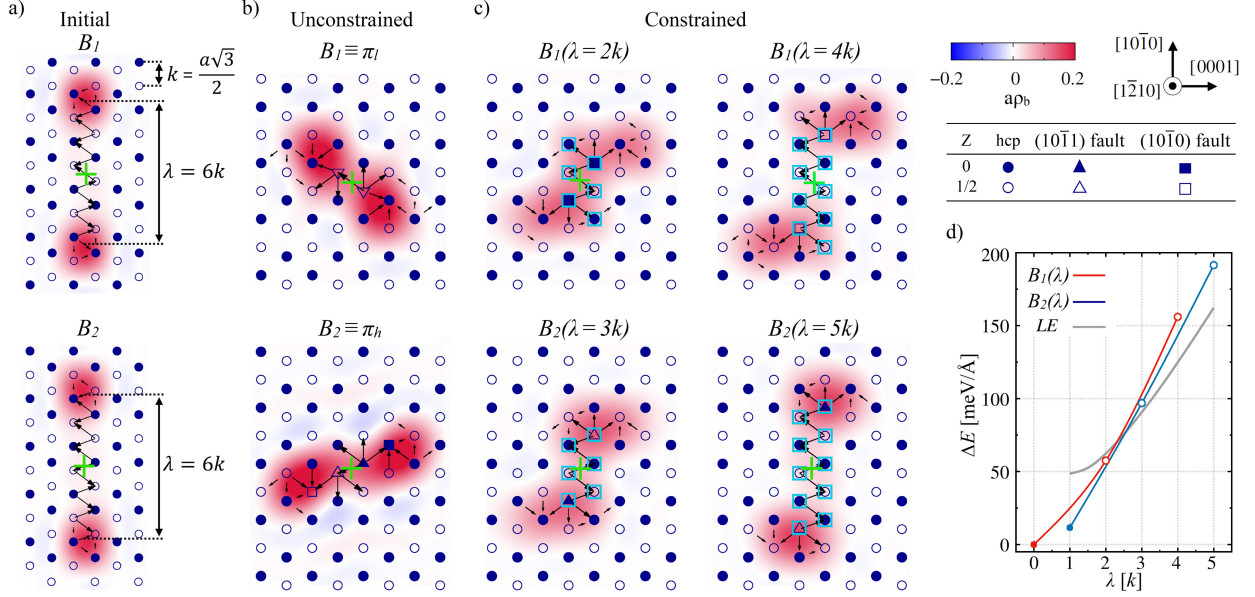 a)
Initial
B₁
k = a√3/2
λ = 6k
B₂
λ = 6k
b)
Unconstrained
B₁ ≡ πₗ
B₂ ≡ πₕ
c)
Constrained
B₁(λ = 2k)
B₁(λ = 4k)
B₂(λ = 3k)
B₂(λ = 5k)
−0.2 0 0.2
aρb
[101̄0]
[0001]
[12̄10]
Z hcp (101̄1) fault (101̄0) fault
0
1/2
d)
200
150
100
50
0
ΔE [meV/Å]
B₁(λ)
B₂(λ)
LE
0 1 2 3 4 5
λ [k]